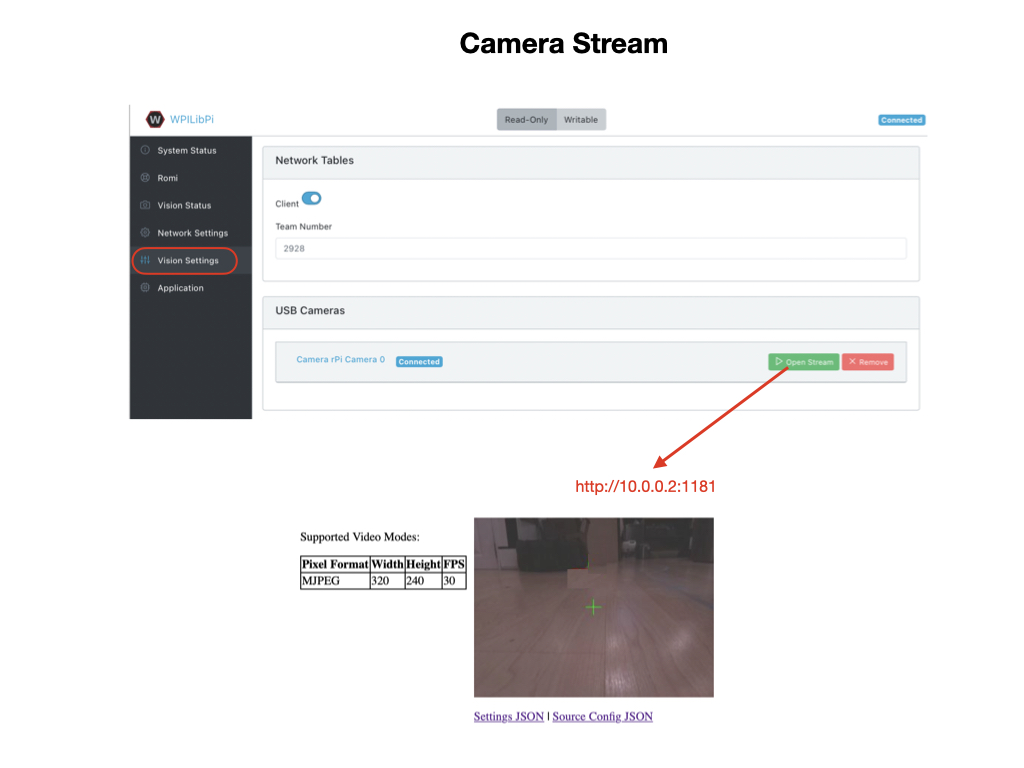 Camera Stream
W WPILibPi
Read-Only Writable
Connected
System Status
Romi
Vision Status
Network Settings
Vision Settings
Application
Network Tables
Client
Team Number
2928
USB Cameras
Camera rPi Camera 0 Connected
Open Stream Remove
http://10.0.0.2:1181
Supported Video Modes:
Pixel Format Width Height FPS
MJPEG 320 240 30
Settings JSON | Source Config JSON